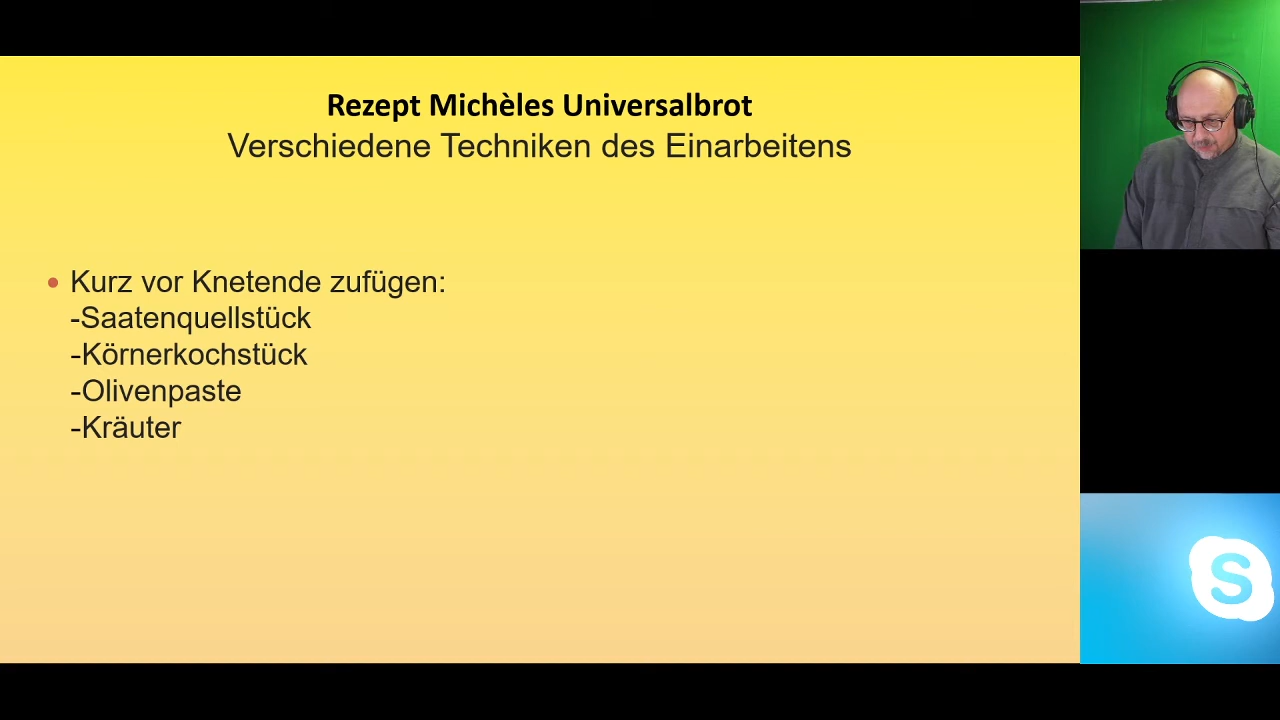 Rezept Michèles Universalbrot
Verschiedene Techniken des Einarbeitens
• Kurz vor Knetende zufügen:
-Saatenquellstück
-Körnerkochstück
-Olivenpaste
-Kräuter
S